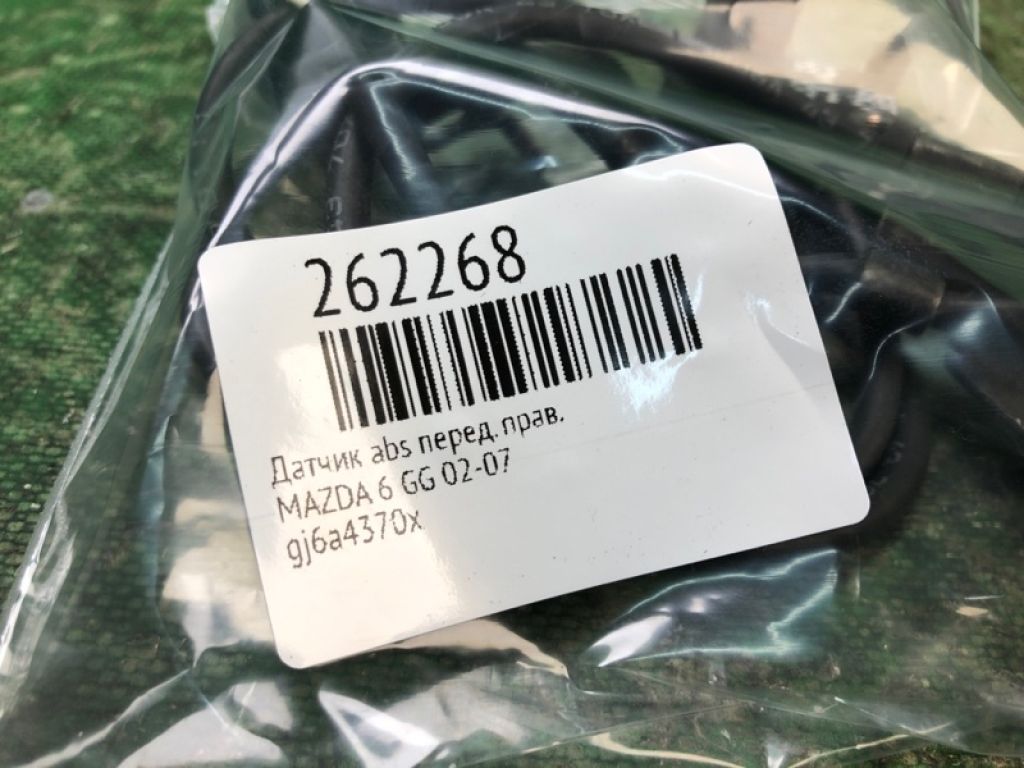 262268
Датчик abs перед. прав.
MAZDA 6 GG 02-07
gj6a4370x